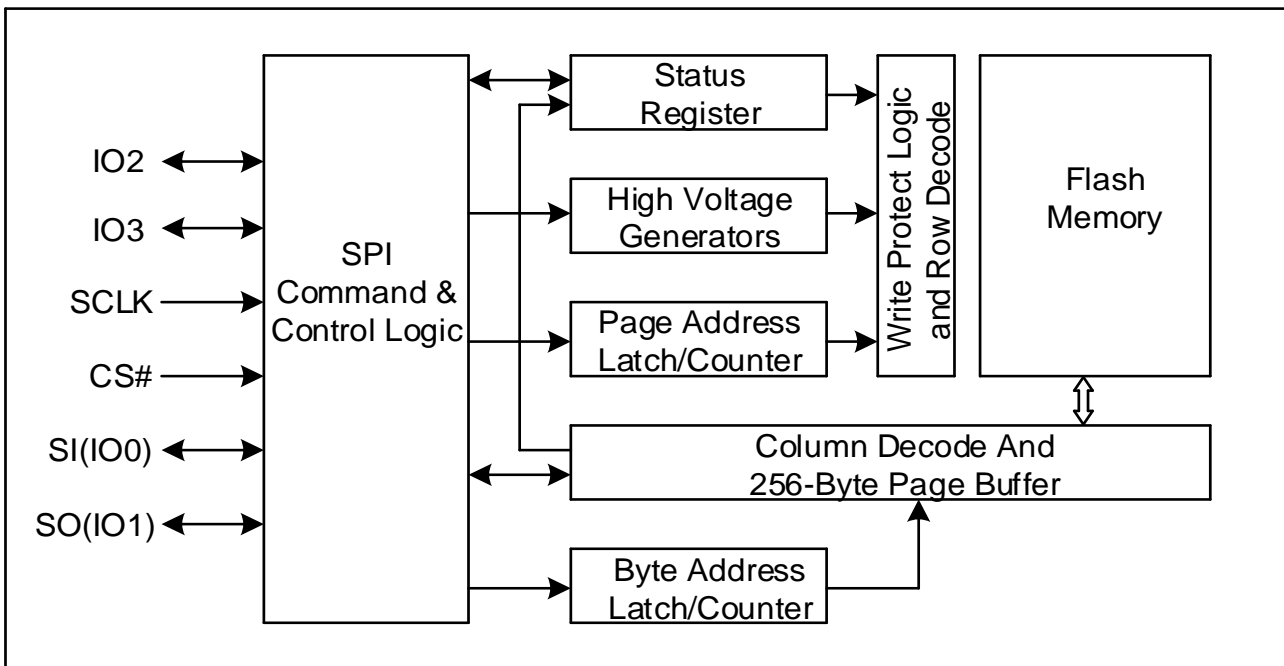 IO2
IO3
SCLK
CS#
SI(IO0)
SO(IO1)
SPI
Command &
Control Logic
Status
Register
High Voltage
Generators
Page Address
Latch/Counter
Write Protect Logic
and Row Decode
Flash
Memory
Column Decode And
256-Byte Page Buffer
Byte Address
Latch/Counter